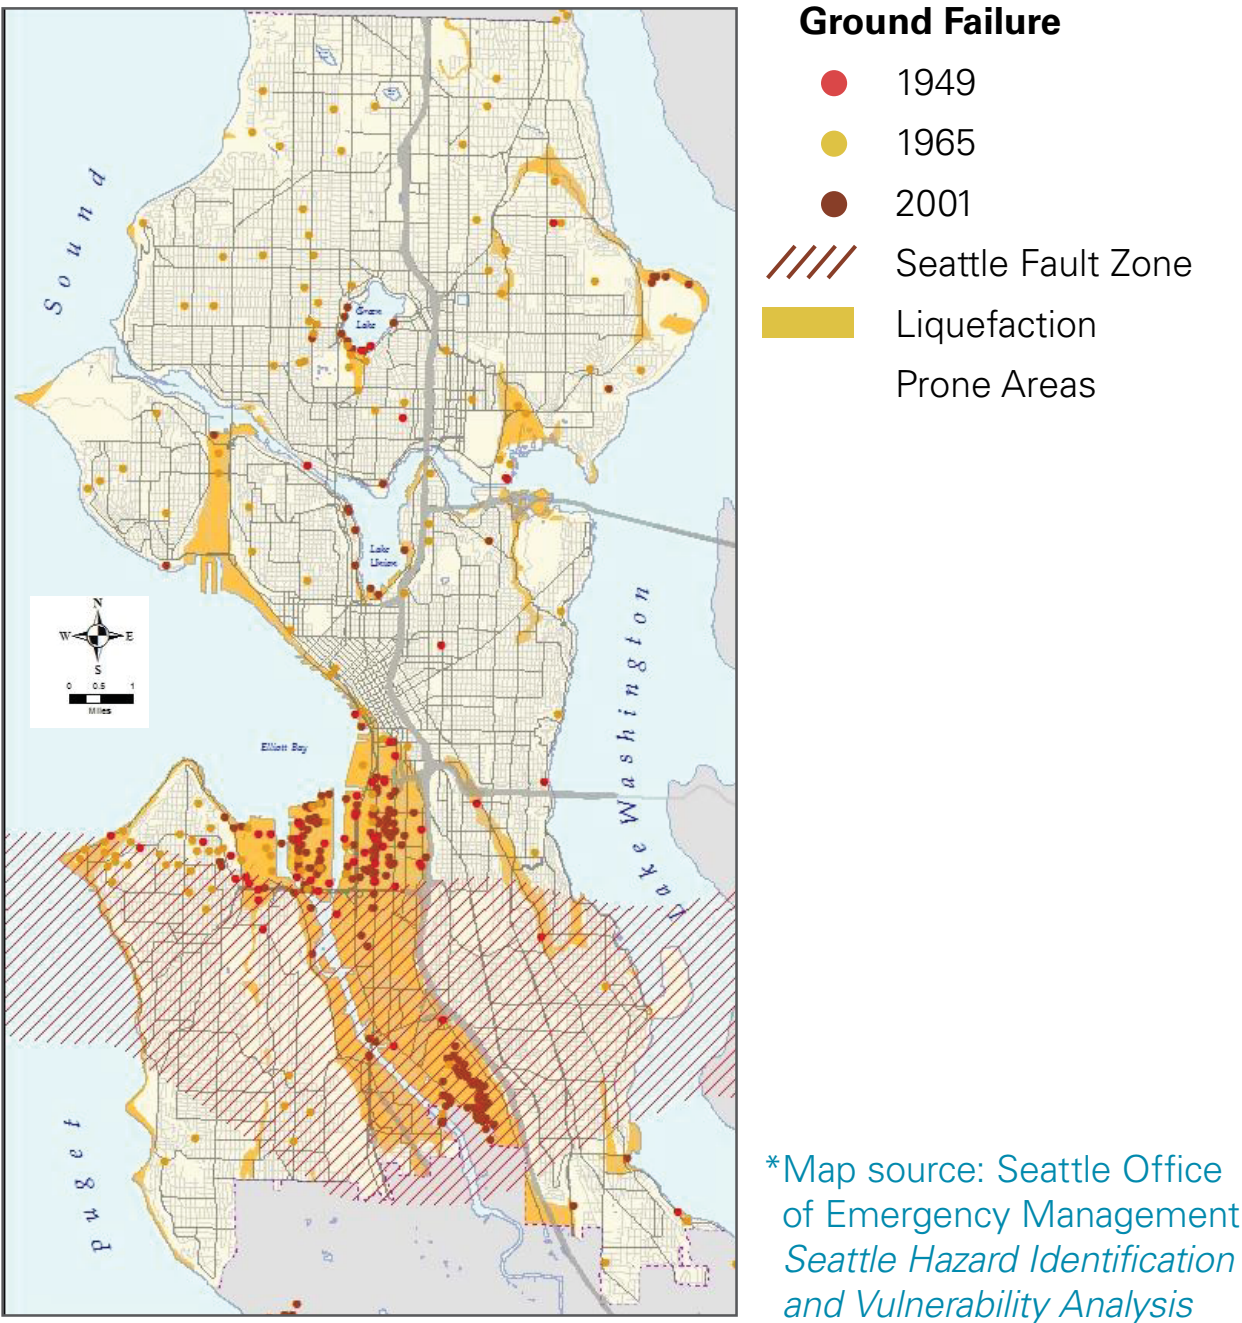 Ground Failure
1949
1965
2001
Seattle Fault Zone
Liquefaction
Prone Areas
Sound
Green
Lake
Lake
Union
N
W E
S
0 0.5 1
Miles
Elliott Bay
Lake Washington
Puget
*Map source: Seattle Office
of Emergency Management
Seattle Hazard Identification
and Vulnerability Analysis